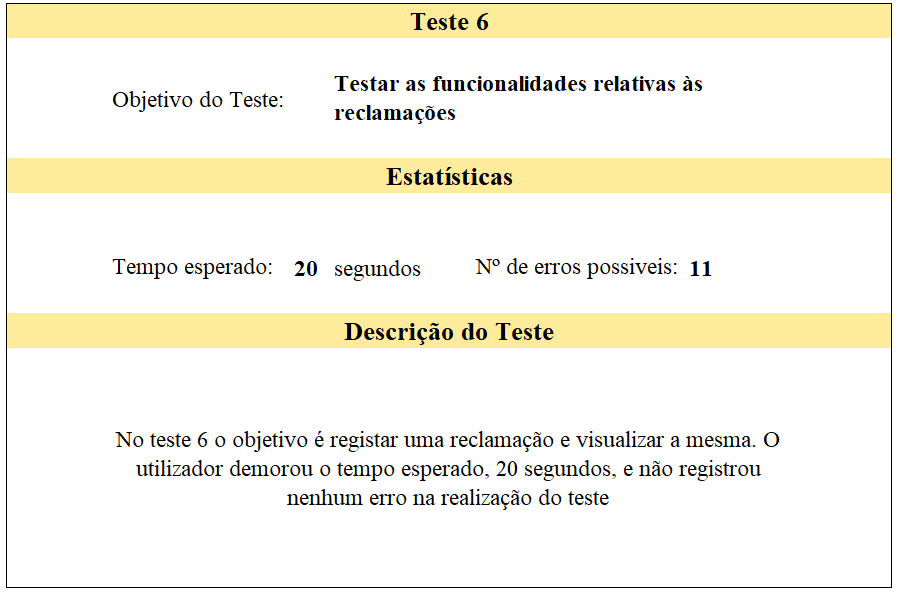 Teste 6
Objetivo do Teste:
Testar as funcionalidades relativas às
reclamações
Estatísticas
Tempo esperado: 20 segundos Nº de erros possiveis: 11
Descrição do Teste
No teste 6 o objetivo é registar uma reclamação e visualizar a mesma. O
utilizador demorou o tempo esperado, 20 segundos, e não registrou
nenhum erro na realização do teste